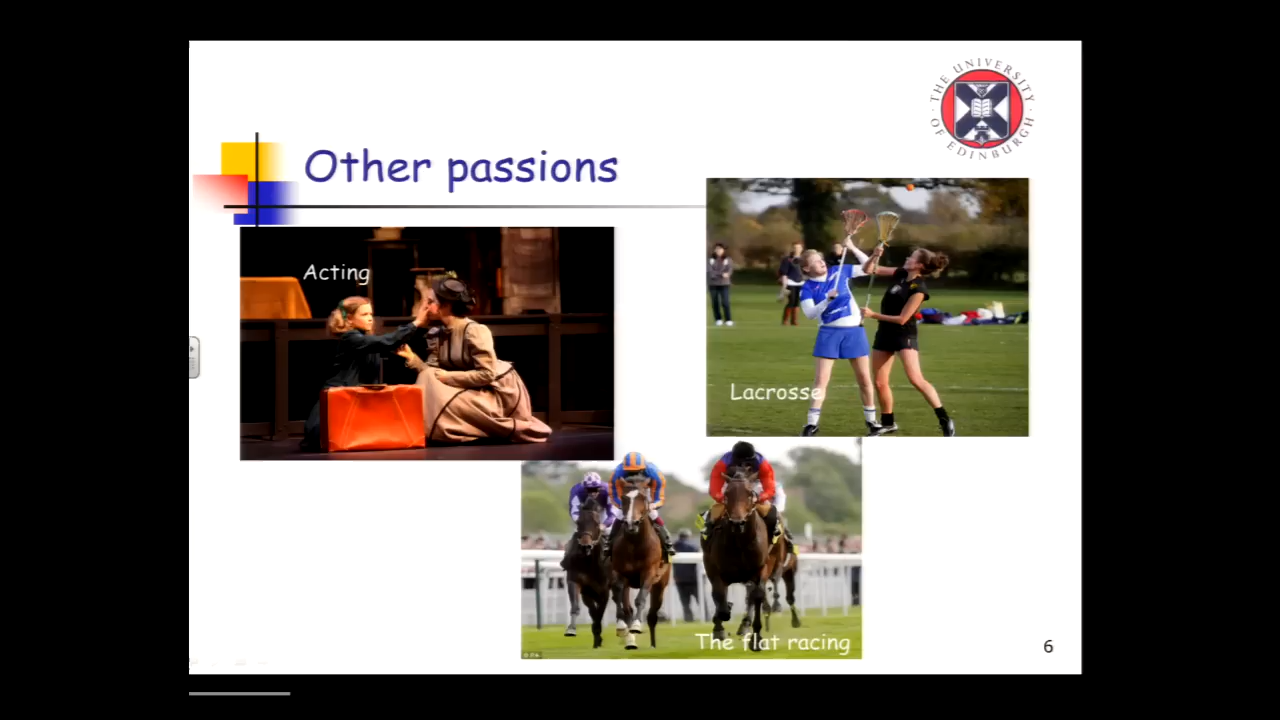 THE UNIVERSITY OF EDINBURGH
Other passions
Acting
Lacrosse
The flat racing
6